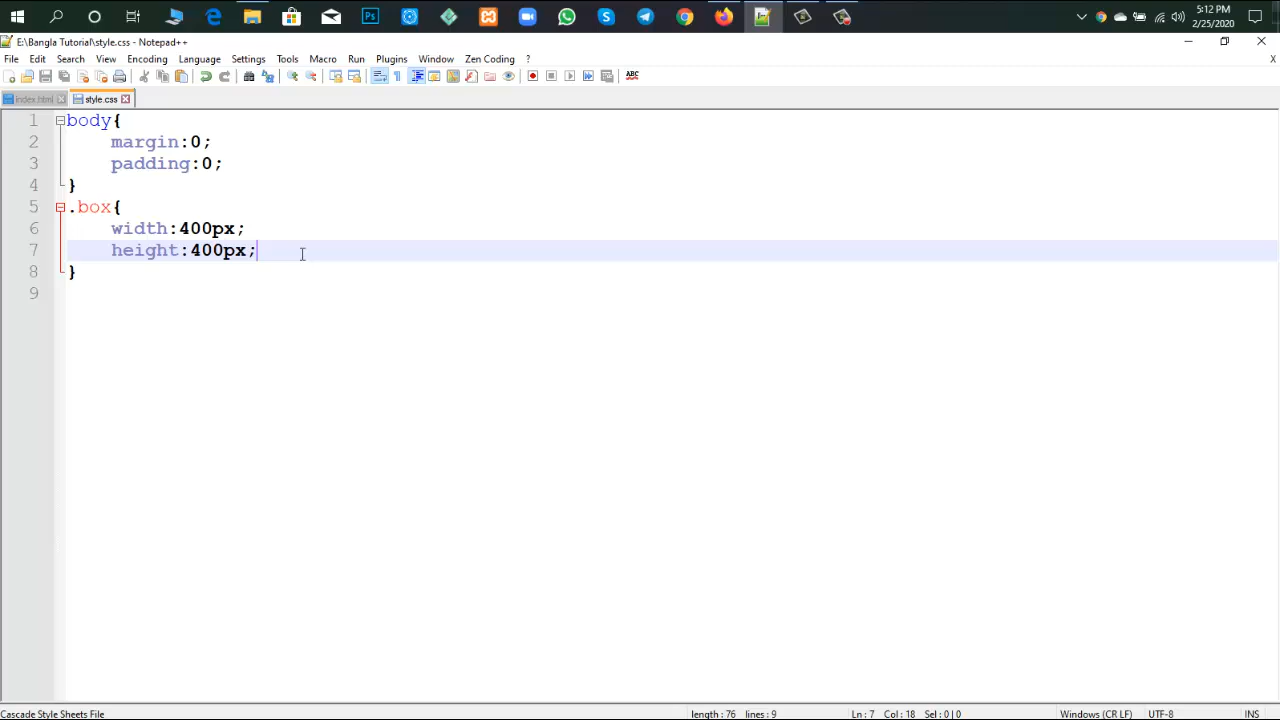 5:12 PM
2/25/2020
E:\Bangla Tutorial\style.css - Notepad++
File Edit Search View Encoding Language Settings Tools Macro Run Plugins Window Zen Coding ? X
index.html style.css
1 body{
2 margin:0;
3 padding:0;
4 }
5 .box{
6 width:400px;
7 height:400px;
8 }
9
Cascade Style Sheets File length : 76 lines : 9 Ln : 7 Col : 18 Sel : 0 | 0 Windows (CR LF) UTF-8 INS